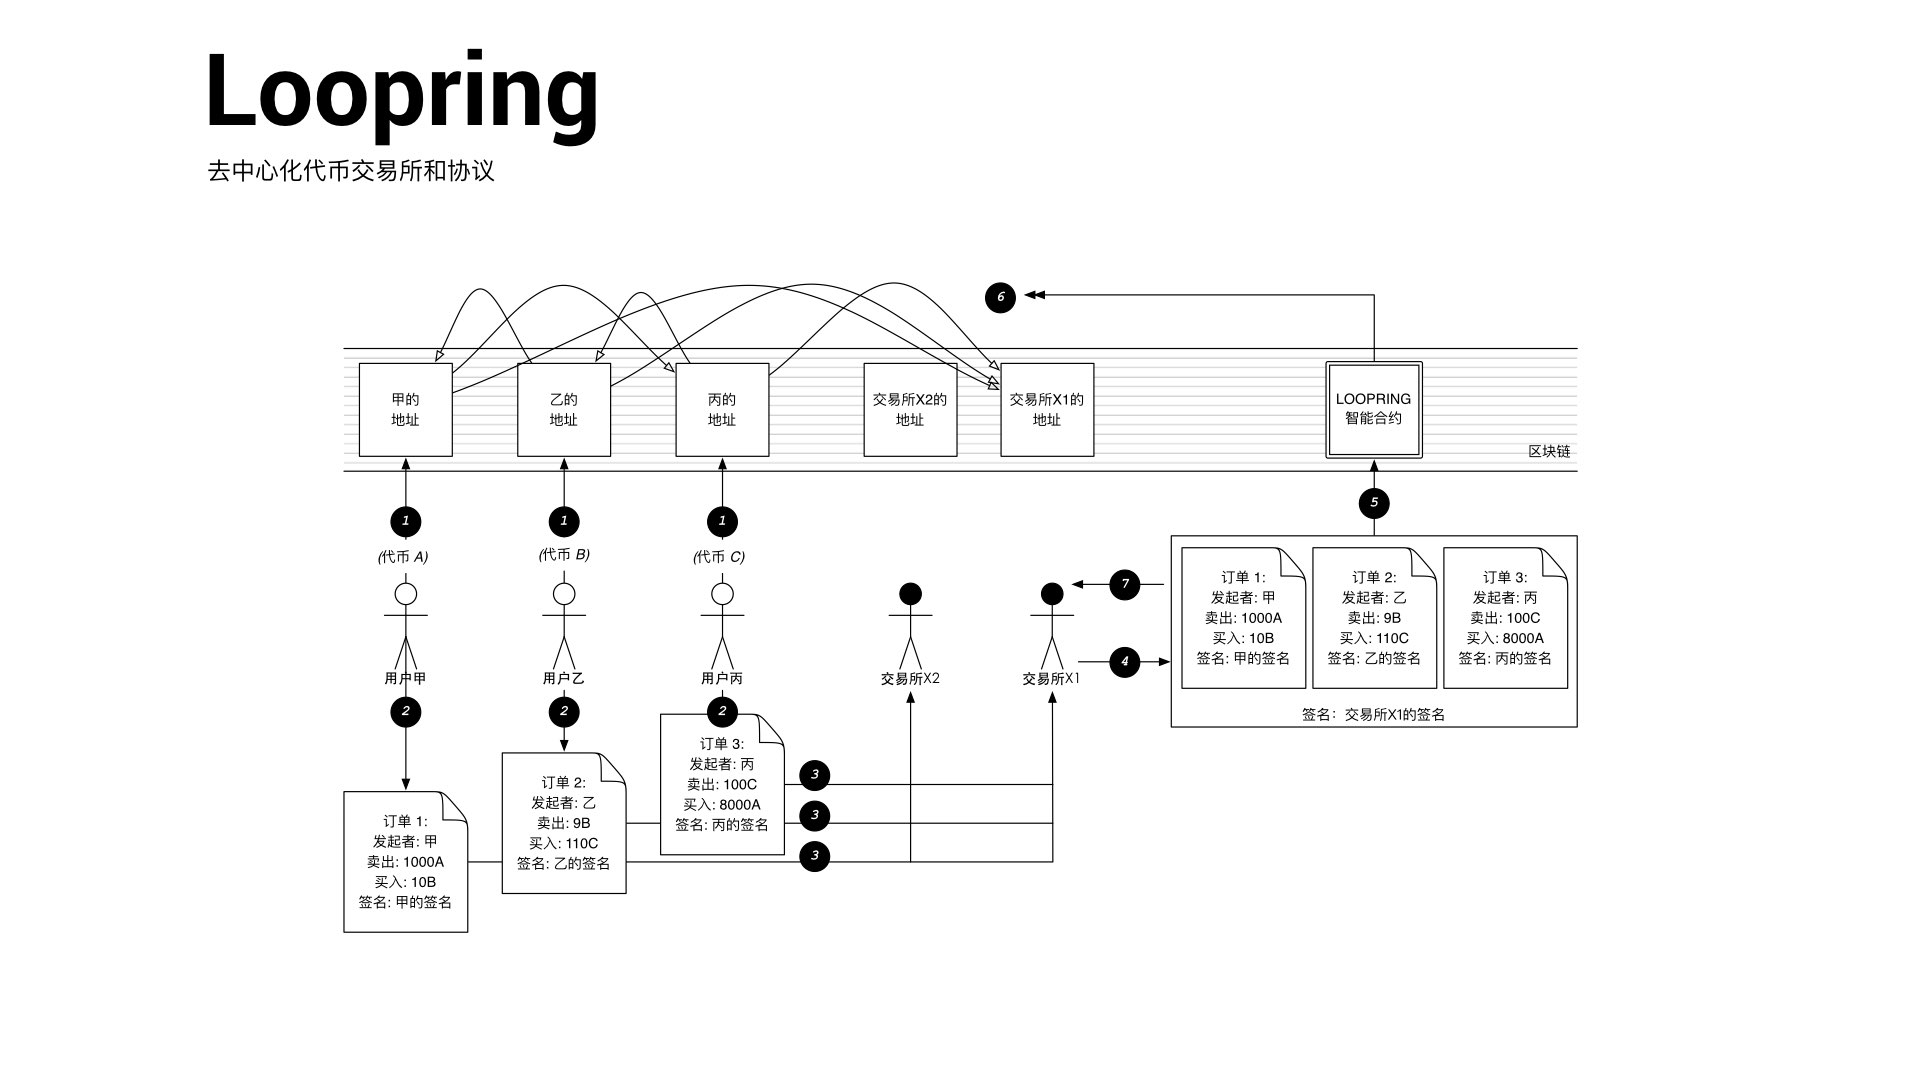 Loopring
去中心化代币交易所和协议
6
甲的
地址
乙的
地址
丙的
地址
交易所X2的
地址
交易所X1的
地址
LOOPRING
智能合约
区块链
1
1
1
5
(代币 A)
(代币 B)
(代币 C)
7
4
订单 1:
发起者: 甲
卖出: 1000A
买入: 10B
签名: 甲的签名
订单 2:
发起者: 乙
卖出: 9B
买入: 110C
签名: 乙的签名
订单 3:
发起者: 丙
卖出: 100C
买入: 8000A
签名: 丙的签名
签名：交易所X1的签名
用户甲
用户乙
用户丙
交易所X2
交易所X1
2
2
2
订单 3:
发起者: 丙
卖出: 100C
买入: 8000A
签名: 丙的签名
订单 2:
发起者: 乙
卖出: 9B
买入: 110C
签名: 乙的签名
订单 1:
发起者: 甲
卖出: 1000A
买入: 10B
签名: 甲的签名
3
3
3